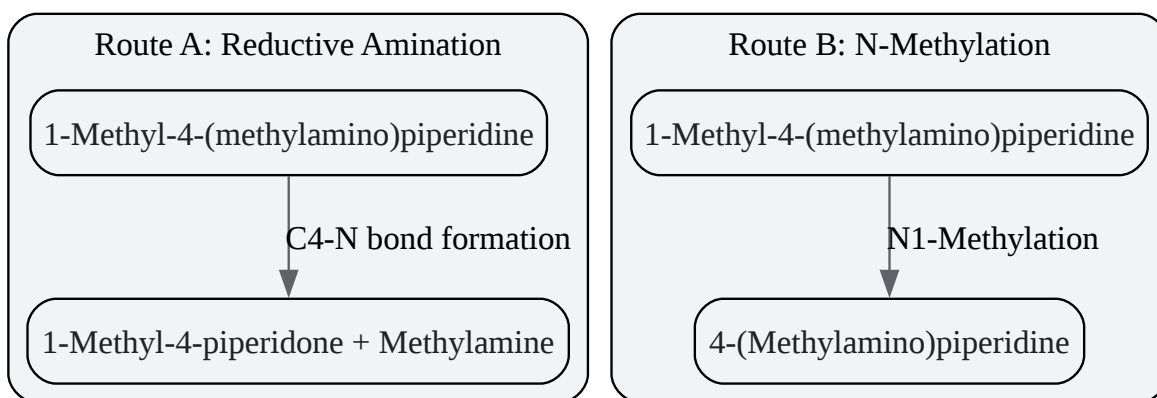 Route A: Reductive Amination
1-Methyl-4-(methylamino)piperidine
C4-N bond formation
1-Methyl-4-piperidone + Methylamine
Route B: N-Methylation
1-Methyl-4-(methylamino)piperidine
N1-Methylation
4-(Methylamino)piperidine